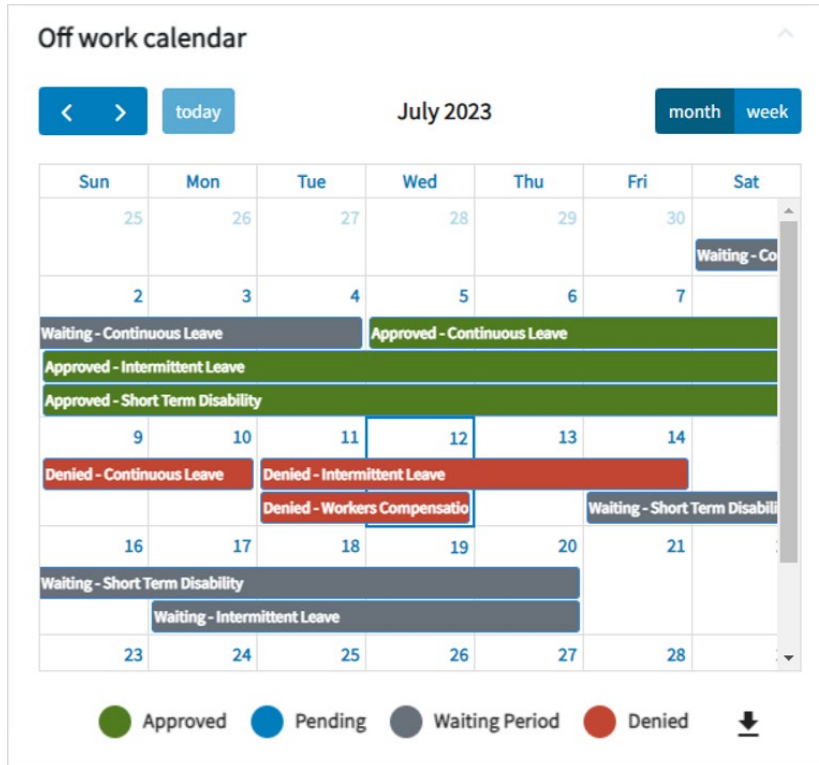 Off work calendar
today July 2023 month week
Sun Mon Tue Wed Thu Fri Sat
25 26 27 28 29 30
Waiting - Co
2 3 4 5 6 7
Waiting - Continuous Leave Approved - Continuous Leave
Approved - Intermittent Leave
Approved - Short Term Disability
9 10 11 12 13 14
Denied - Continuous Leave Denied - Intermittent Leave
Denied - Workers Compensatio Waiting - Short Term Disabili
16 17 18 19 20 21
Waiting - Short Term Disability
Waiting - Intermittent Leave
23 24 25 26 27 28
Approved Pending Waiting Period Denied